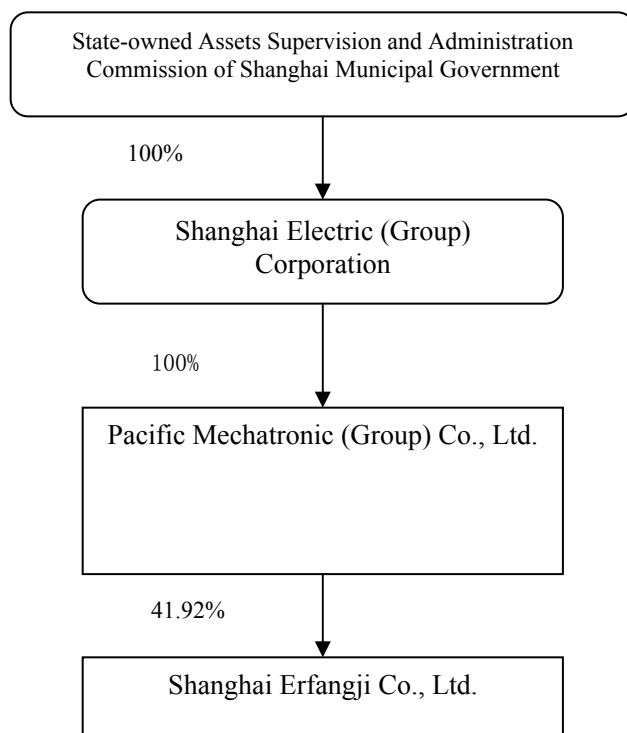 State-owned Assets Supervision and Administration
Commission of Shanghai Municipal Government
100%
Shanghai Electric (Group)
Corporation
100%
Pacific Mechatronic (Group) Co., Ltd.
41.92%
Shanghai Erfangji Co., Ltd.